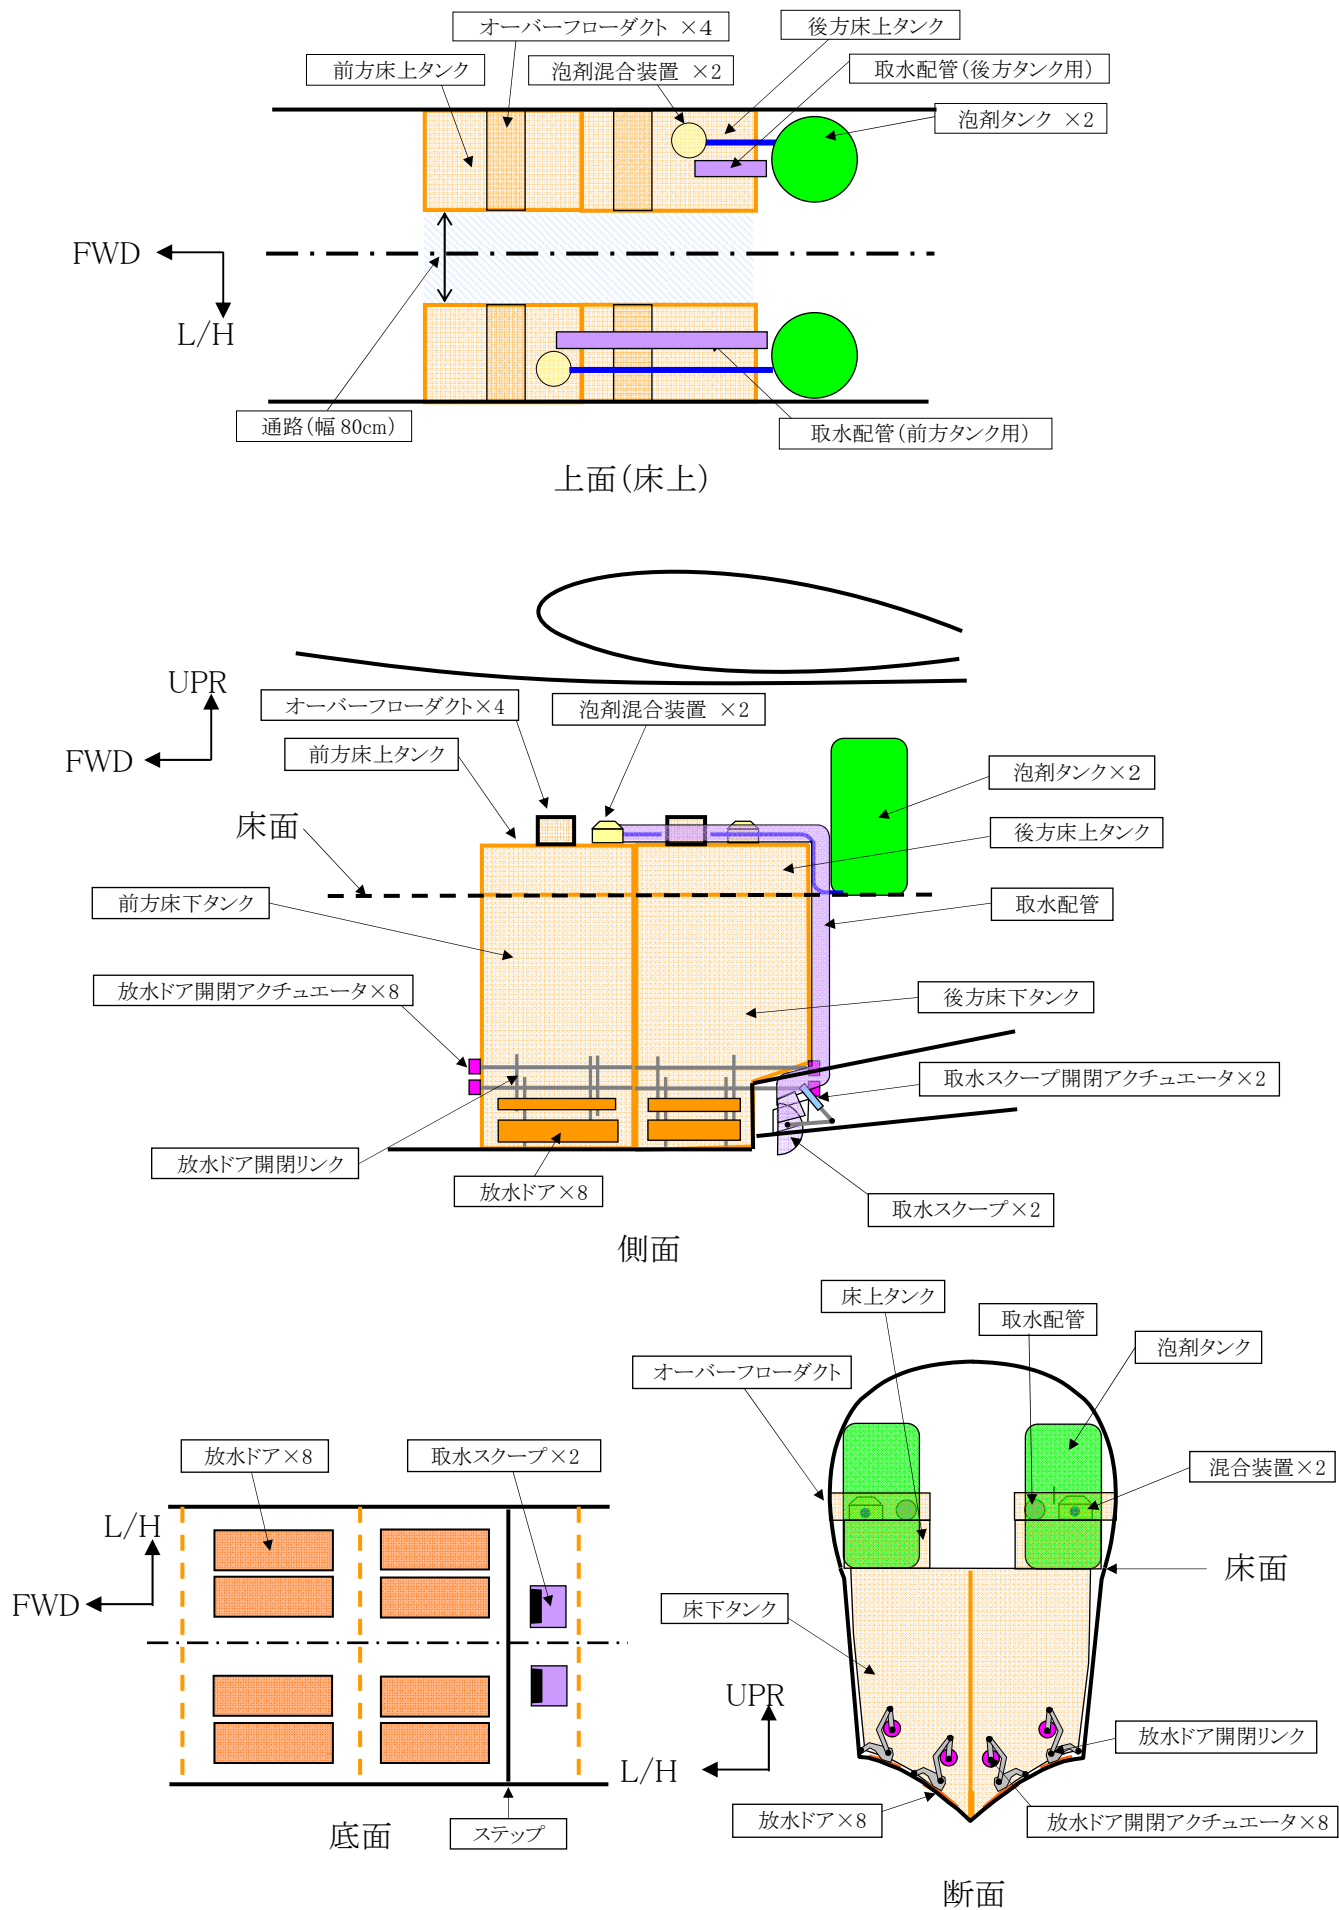 オーバーフローダクト ×4
後方床上タンク
前方床上タンク
泡剤混合装置 ×2
取水配管(後方タンク用)
泡剤タンク ×2
FWD
L/H
通路(幅 80cm)
取水配管(前方タンク用)
上面(床上)
UPR
FWD
オーバーフローダクト×4
泡剤混合装置 ×2
前方床上タンク
泡剤タンク×2
床面
後方床上タンク
前方床下タンク
取水配管
放水ドア開閉アクチュエータ×8
後方床下タンク
取水スクープ開閉アクチュエータ×2
放水ドア開閉リンク
放水ドア×8
取水スクープ×2
側面
床上タンク
取水配管
泡剤タンク
オーバーフローダクト
放水ドア×8
取水スクープ×2
混合装置×2
L/H
FWD
床面
床下タンク
UPR
L/H
放水ドア開閉リンク
放水ドア×8
放水ドア開閉アクチュエータ×8
底面
ステップ
断面